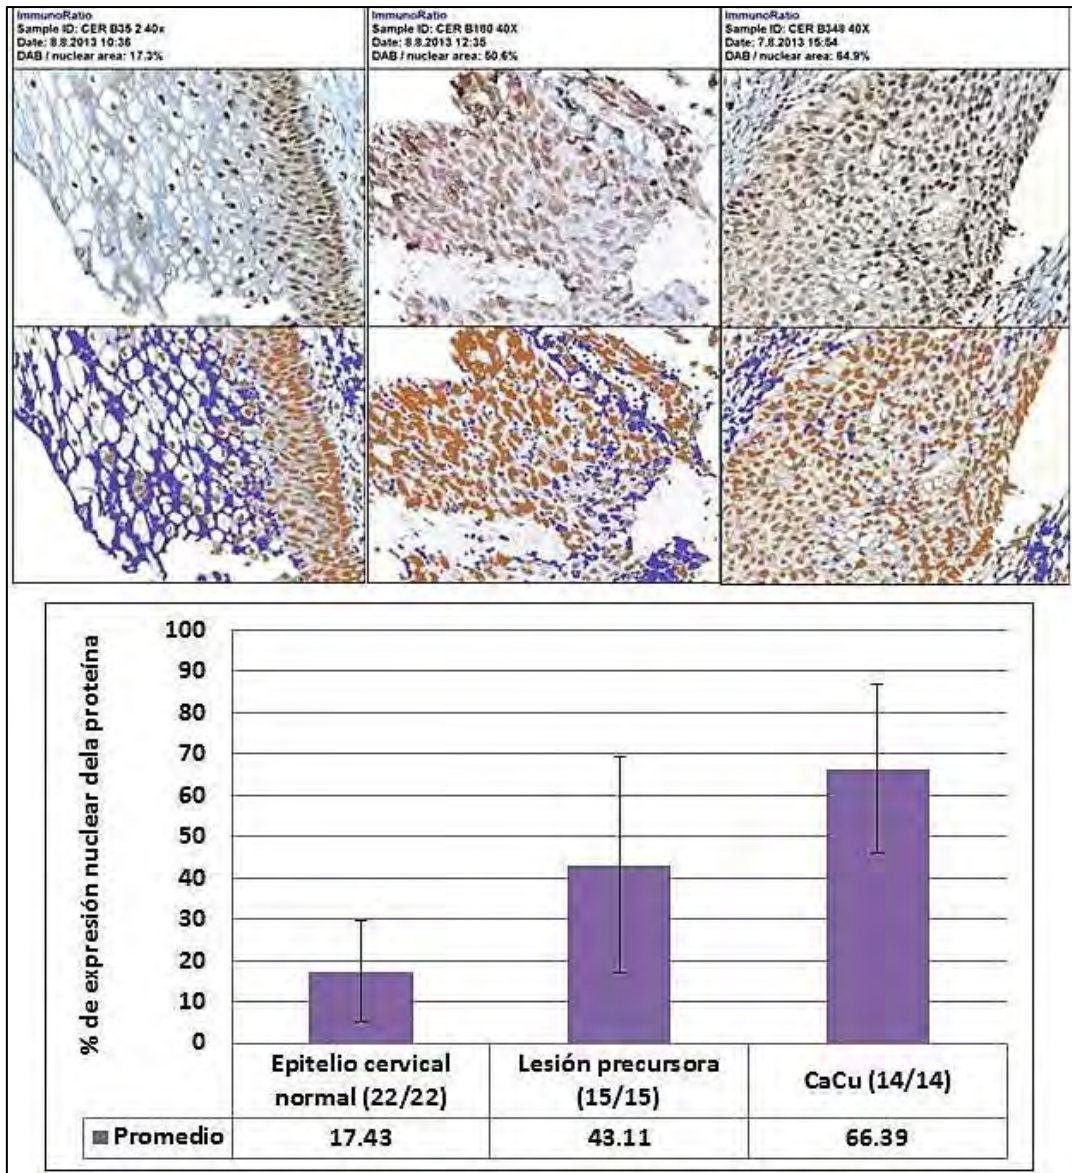 ImmunoRatio
Sample ID: CER B35 2 40x
Date: 8.8.2013 10:36
DAB / nuclear area: 17.3%
ImmunoRatio
Sample ID: CER B160 40X
Date: 8.8.2013 12:35
DAB / nuclear area: 50.6%
ImmunoRatio
Sample ID: CER B348 40X
Date: 7.8.2013 15:54
DAB / nuclear area: 64.9%
% de expresión nuclear dela proteína
100
90
80
70
60
50
40
30
20
10
0
Epitelio cervical
normal (22/22)
Lesión precursora
(15/15)
CaCu (14/14)
Promedio 17.43 43.11 66.39